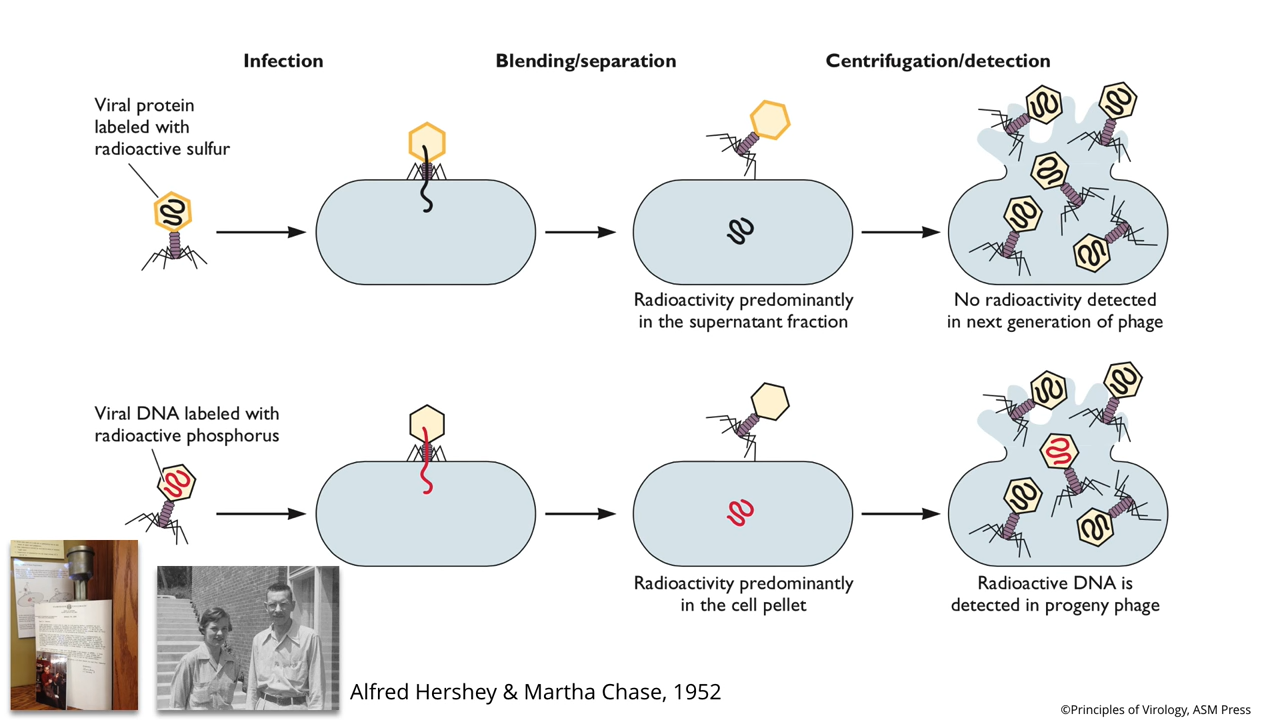 Infection
Blending/separation
Centrifugation/detection
Viral protein
labeled with
radioactive sulfur
Radioactivity predominantly
in the supernatant fraction
No radioactivity detected
in next generation of phage
Viral DNA labeled with
radioactive phosphorus
Radioactivity predominantly
in the cell pellet
Radioactive DNA is
detected in progeny phage
Alfred Hershey & Martha Chase, 1952
©Principles of Virology, ASM Press